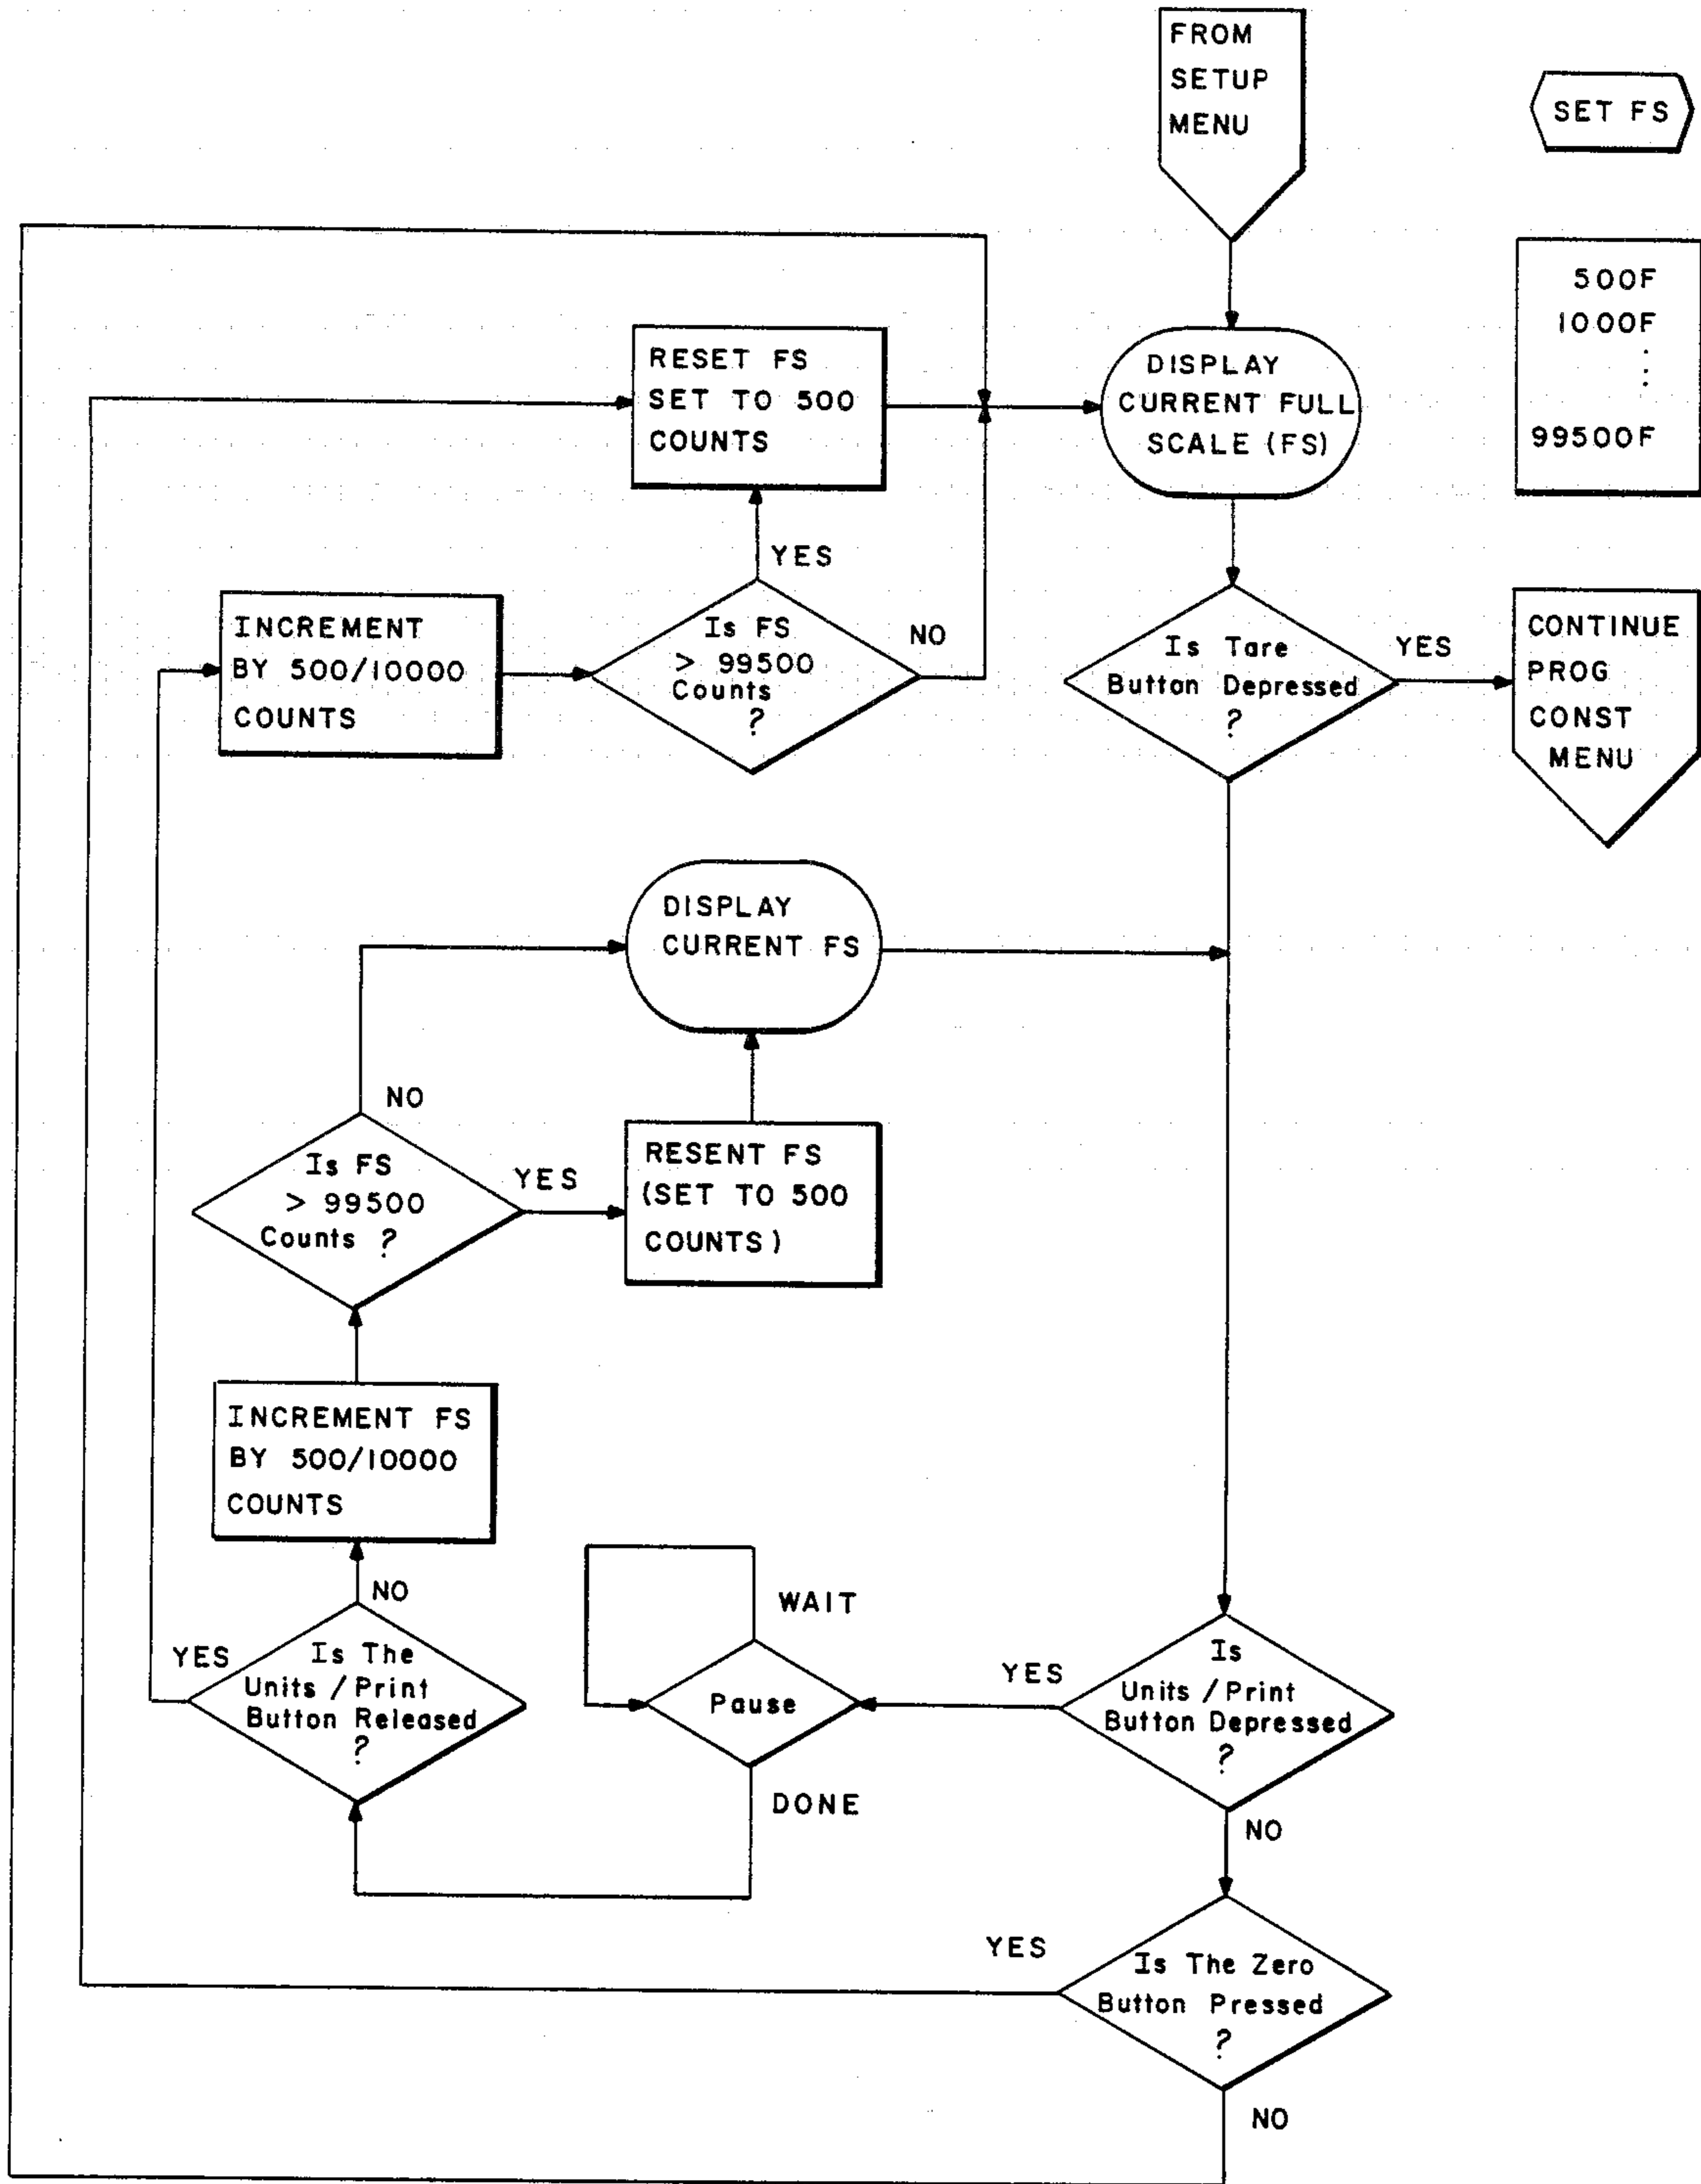 FROM
SETUP
MENU
SET FS
500F
1000F
99500F
RESET FS
SET TO 500
COUNTS
DISPLAY
CURRENT FULL
SCALE (FS)
YES
INCREMENT
BY 500/10000
COUNTS
Is FS
> 99500
Counts
?
NO
Is Tare
Button Depressed
?
YES
CONTINUE
PROG
CONST
MENU
DISPLAY
CURRENT FS
NO
Is FS
> 99500
Counts ?
YES
RESENT FS
(SET TO 500
COUNTS)
INCREMENT FS
BY 500/10000
COUNTS
NO
YES
Is The
Units / Print
Button Released
?
WAIT
Pause
DONE
YES
Is
Units / Print
Button Depressed
?
NO
YES
Is The Zero
Button Pressed
?
NO